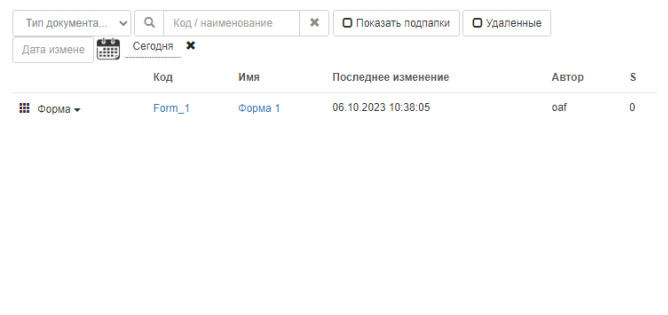 Тип документа... Код / наименование Показать подпапки Удаленные
Дата измене Сегодня
Код Имя Последнее изменение Автор S
Форма Form_1 Форма 1 06.10.2023 10:38:05 oaf 0